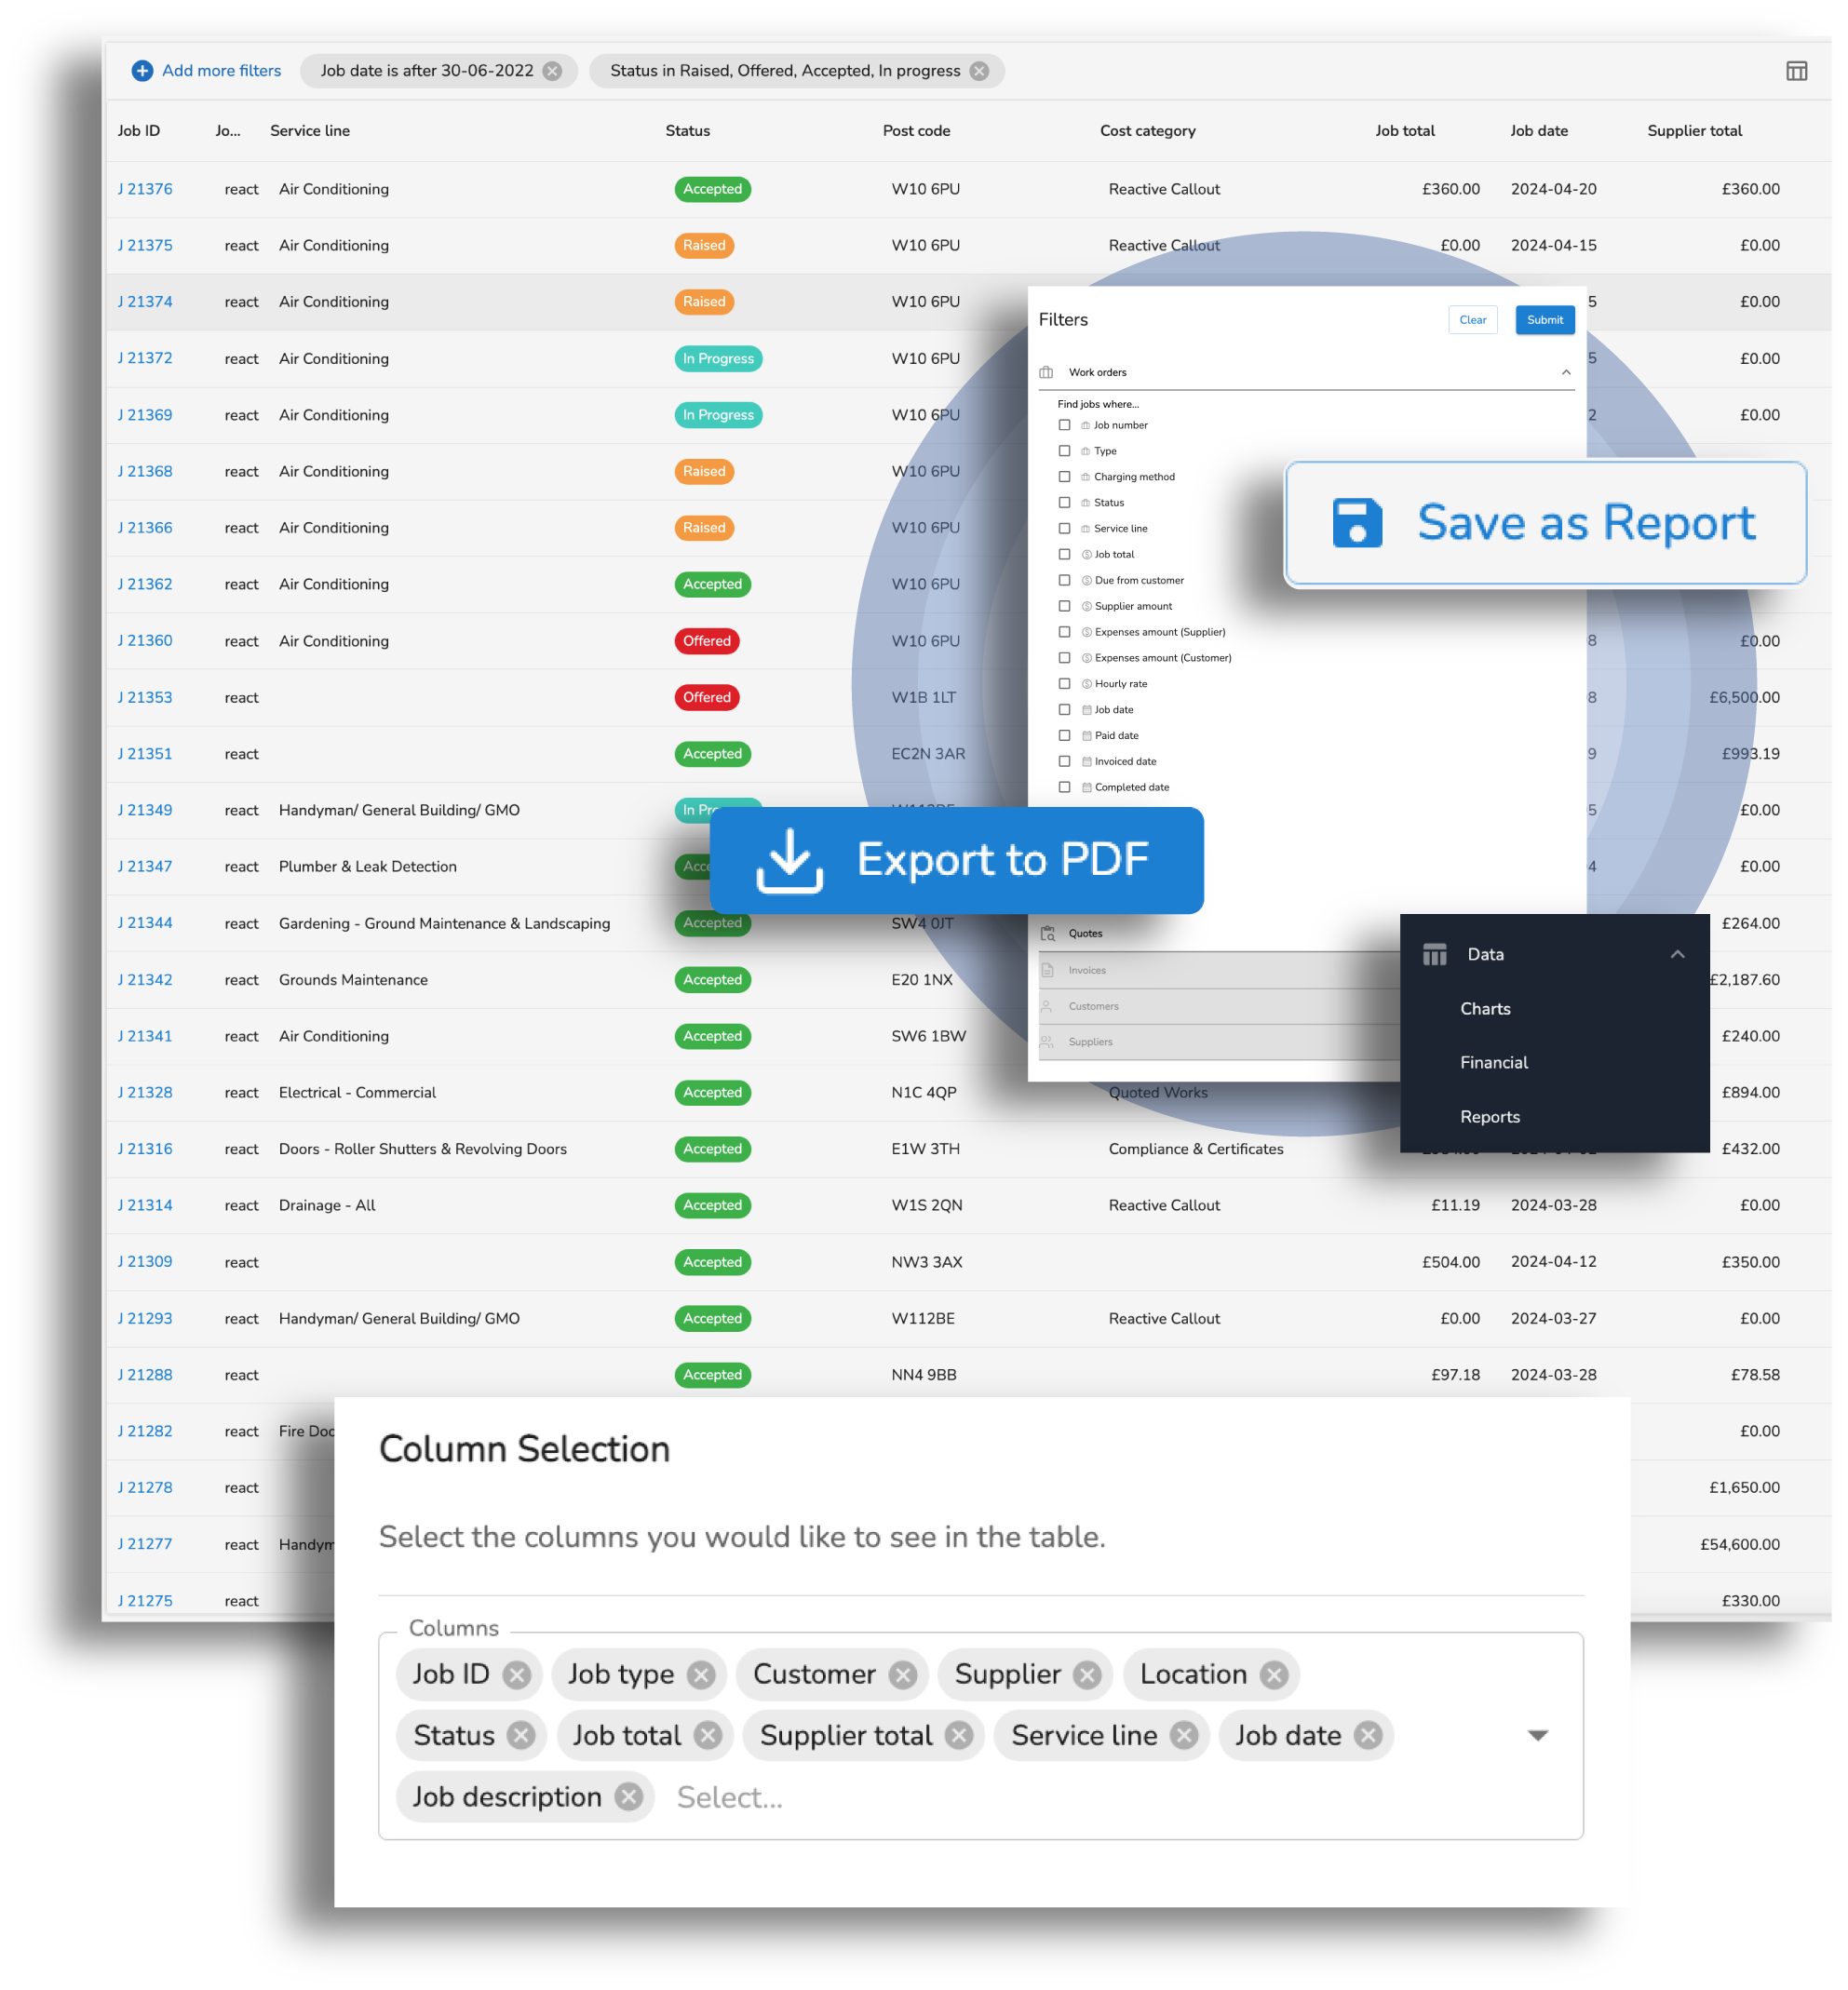 Add more filters Job date is after 30-06-2022 Status in Raised, Offered, Accepted, In progress
Job ID Jo... Service line Status Post code Cost category Job total Job date Supplier total
J 21376 react Air Conditioning Accepted W10 6PU Reactive Callout £360.00 2024-04-20 £360.00
J 21375 react Air Conditioning Raised W10 6PU Reactive Callout £0.00 2024-04-15 £0.00
J 21374 react Air Conditioning Raised W10 6PU 5 £0.00
J 21372 react Air Conditioning In Progress W10 6PU 5 £0.00
J 21369 react Air Conditioning In Progress W10 6PU 2 £0.00
J 21368 react Air Conditioning Raised W10 6PU
J 21366 react Air Conditioning Raised W10 6PU
J 21362 react Air Conditioning Accepted W10 6PU
J 21360 react Air Conditioning Offered W10 6PU 8 £0.00
J 21353 react Offered W1B 1LT 8 £6,500.00
J 21351 react Accepted EC2N 3AR 9 £993.19
J 21349 react Handyman/ General Building/ GMO In Pr 5 £0.00
J 21347 react Plumber & Leak Detection Acce 4 £0.00
J 21344 react Gardening - Ground Maintenance & Landscaping Accepted SW4 0JT £264.00
J 21342 react Grounds Maintenance Accepted E20 1NX £2,187.60
J 21341 react Air Conditioning Accepted SW6 1BW £240.00
J 21328 react Electrical - Commercial Accepted N1C 4QP Quoted Works £894.00
J 21316 react Doors - Roller Shutters & Revolving Doors Accepted E1W 3TH Compliance & Certificates £432.00
J 21314 react Drainage - All Accepted W1S 2QN Reactive Callout £11.19 2024-03-28 £0.00
J 21309 react Accepted NW3 3AX £504.00 2024-04-12 £350.00
J 21293 react Handyman/ General Building/ GMO Accepted W112BE Reactive Callout £0.00 2024-03-27 £0.00
J 21288 react Accepted NN4 9BB £97.18 2024-03-28 £78.58
J 21282 react Fire Doo £0.00
J 21278 react £1,650.00
J 21277 react Handym £54,600.00
J 21275 react £330.00
Filters Clear Submit
Work orders
Find jobs where...
Job number
Type
Charging method
Status
Service line
Job total
Due from customer
Supplier amount
Expenses amount (Supplier)
Expenses amount (Customer)
Hourly rate
Job date
Paid date
Invoiced date
Completed date
Quotes
Invoices
Customers
Suppliers
Save as Report
Export to PDF
Data
Charts
Financial
Reports
Column Selection
Select the columns you would like to see in the table.
Columns
Job ID Job type Customer Supplier Location
Status Job total Supplier total Service line Job date
Job description Select...